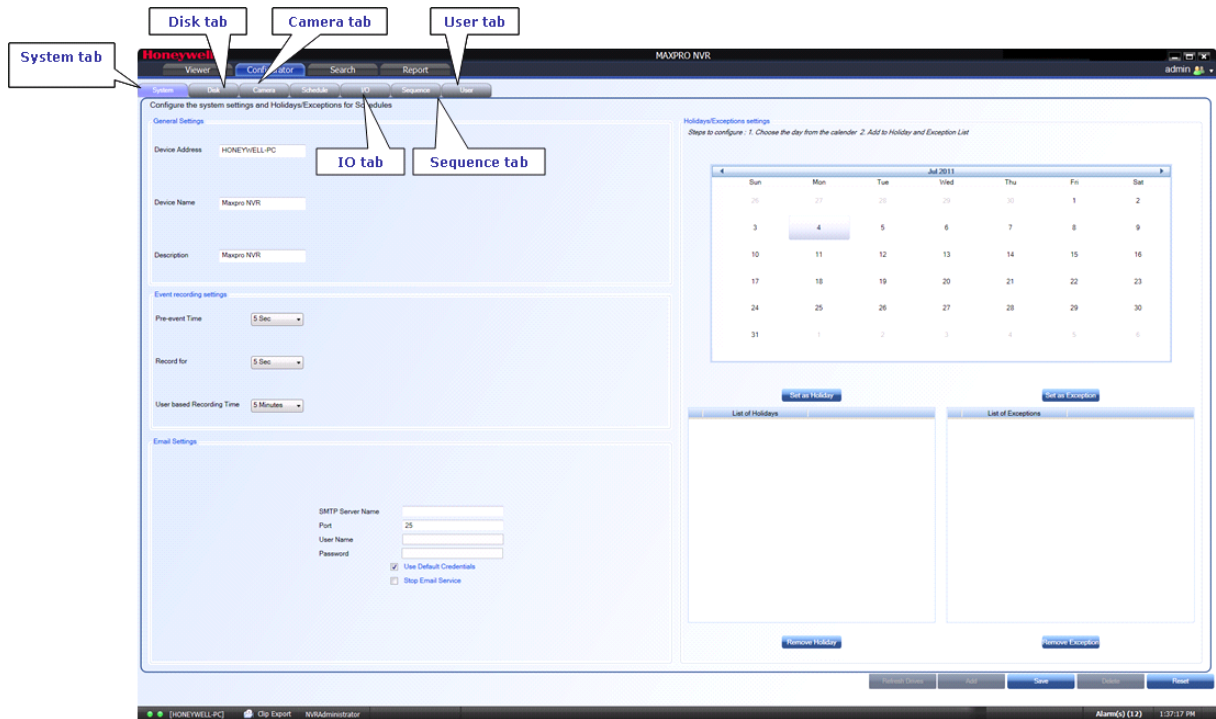 Disk tab
Camera tab
User tab
System tab
Honeywell
MAXPRO NVR
Viewer
Configurator
Search
Report
admin
System
Disk
Camera
Schedule
I/O
Sequence
User
Configure the system settings and Holidays/Exceptions for Schedules
General Settings
Device Address
HONEYWELL-PC
IO tab
Sequence tab
Device Name
Maxpro NVR
Description
Maxpro NVR
Event recording settings
Pre-event Time
5 Sec
Record for
5 Sec
User based Recording Time
5 Minutes
Email Settings
SMTP Server Name
Port
25
User Name
Password
Use Default Credentials
Stop Email Service
Holidays/Exceptions settings
Steps to configure : 1. Choose the day from the calender 2. Add to Holiday and Exception List
Jul 2011
Sun Mon Tue Wed Thu Fri Sat
26 27 28 29 30 1 2
3 4 5 6 7 8 9
10 11 12 13 14 15 16
17 18 19 20 21 22 23
24 25 26 27 28 29 30
31 1 2 3 4 5 6
Set as Holiday
Set as Exception
List of Holidays
List of Exceptions
Remove Holiday
Remove Exception
Refresh Drives
Add
Save
Delete
Reset
[HONEYWELL-PC]
Clip Export
NVRAdministrator
Alarm(s) (12)
1:37:17 PM